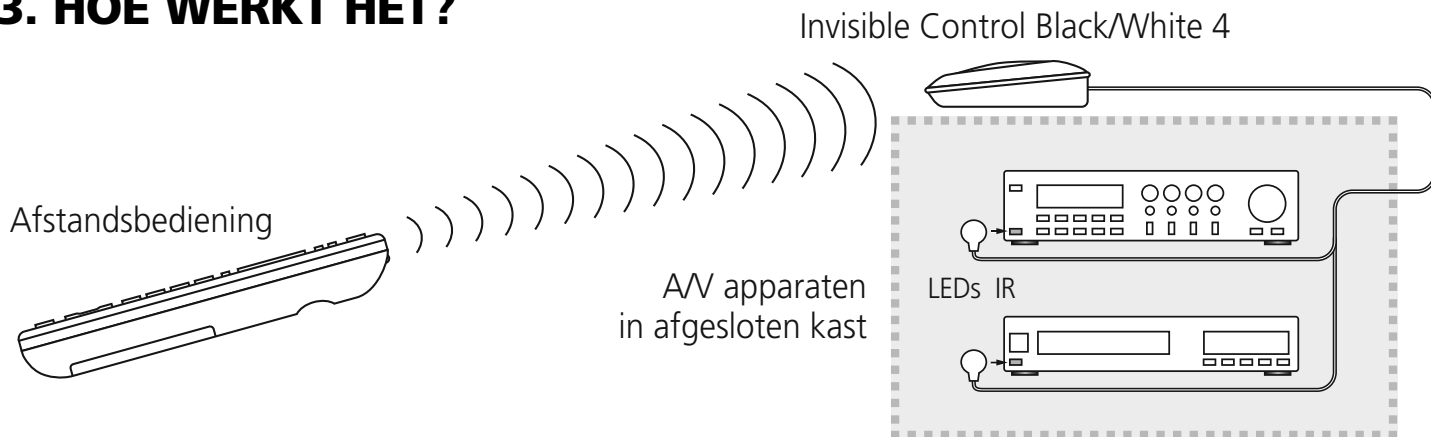 3. HOE WERKT HET?
Invisible Control Black/White 4
Afstandsbediening
A/V apparaten
in afgesloten kast
LEDs IR